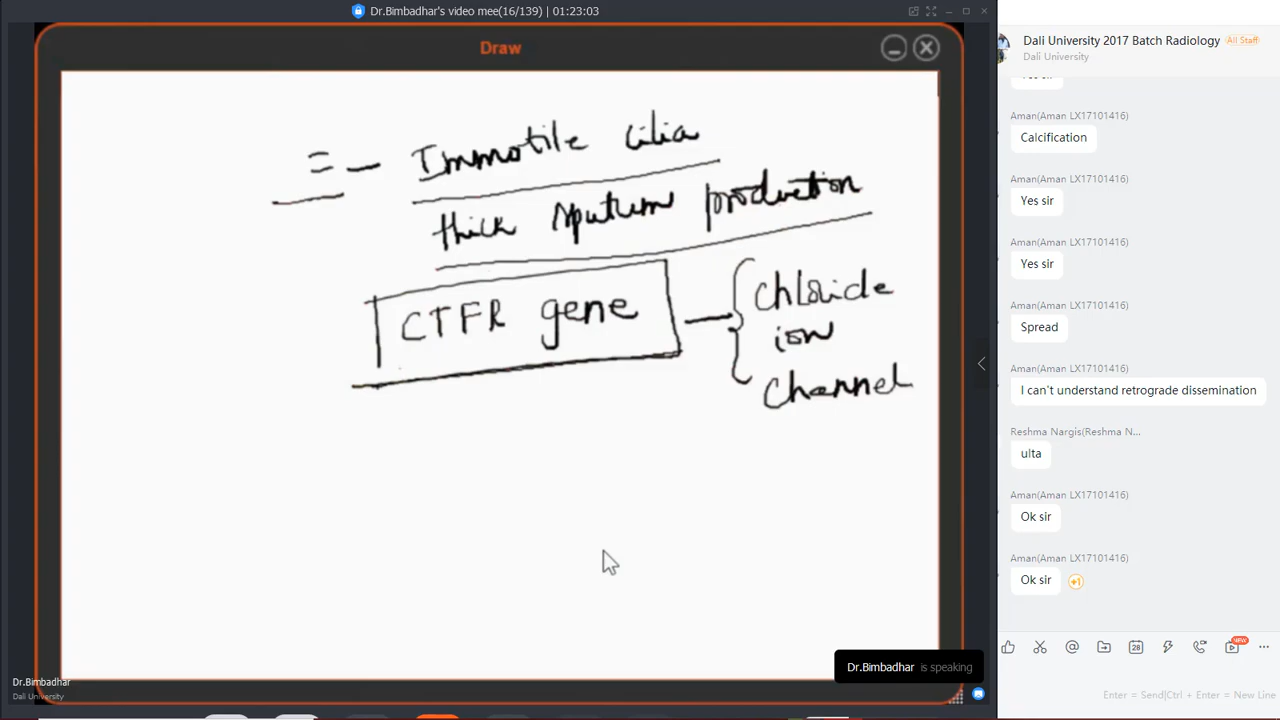 Dr.Bimbadhar's video mee(16/139) | 01:23:03
Draw
= - Immotile cilia
thick sputum production
CTFR gene - { Chloride
ion
channel
Dr.Bimbadhar is speaking
Dr.Bimbadhar
Dali University
Dali University 2017 Batch Radiology All Staff
Dali University
Aman(Aman LX17101416)
Calcification
Aman(Aman LX17101416)
Yes sir
Aman(Aman LX17101416)
Yes sir
Aman(Aman LX17101416)
Spread
I can't understand retrograde dissemination
Reshma Nargis(Reshma N...
ulta
Aman(Aman LX17101416)
Ok sir
Aman(Aman LX17101416)
Ok sir +1
28
NEW
Enter = Send|Ctrl + Enter = New Line